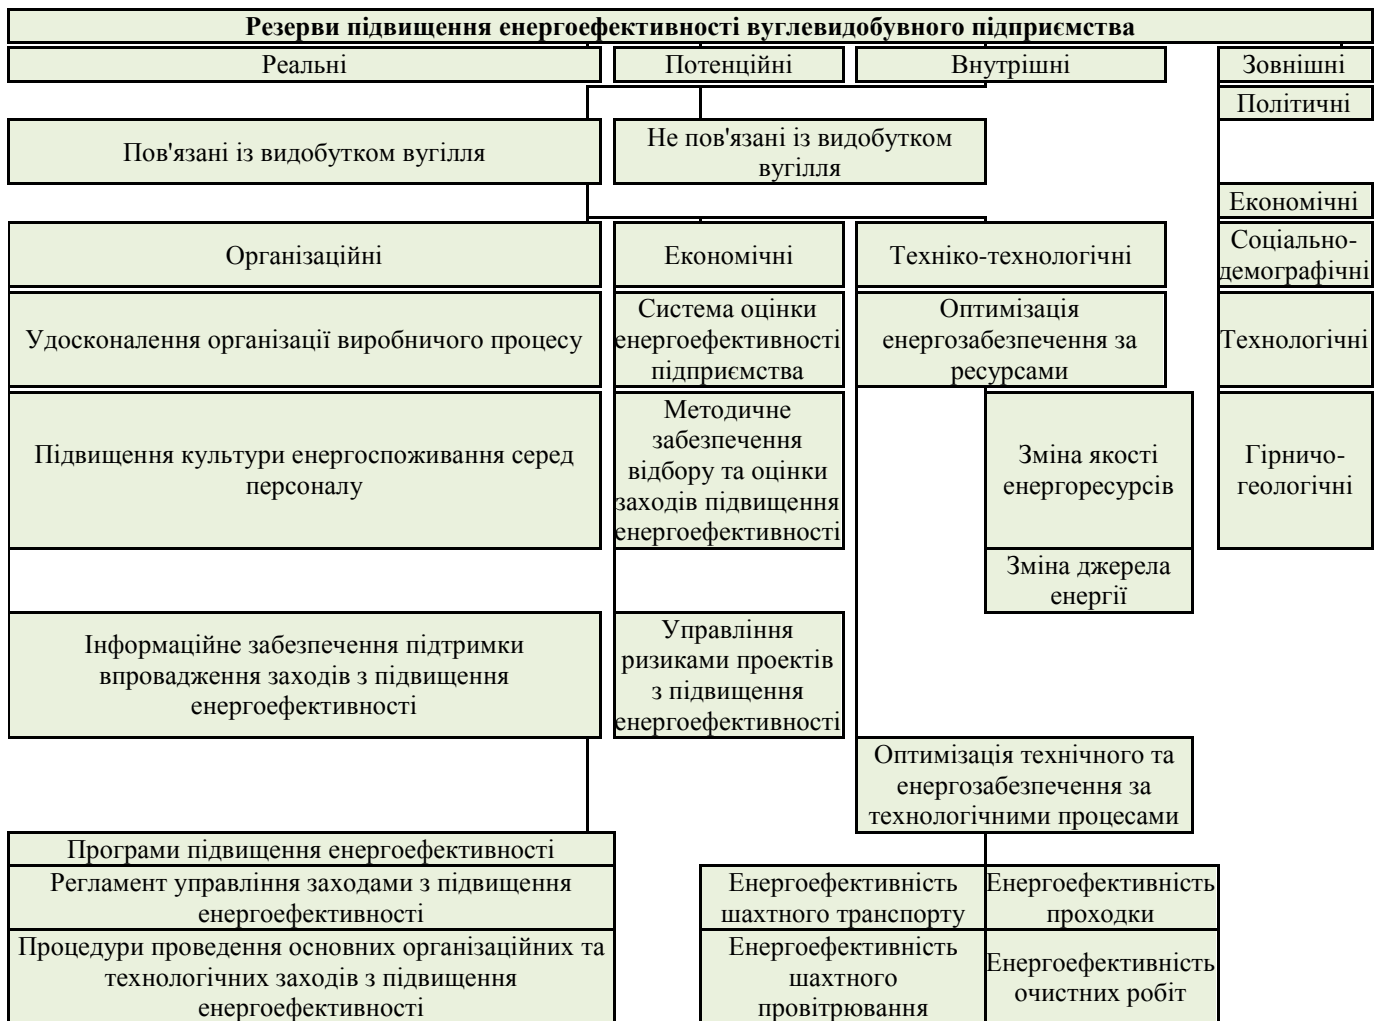 Резерви підвищення енергоефективності вуглевидобувного підприємства
Реальні
Потенційні
Внутрішні
Зовнішні
Політичні
Пов'язані із видобутком вугілля
Не пов'язані із видобутком
вугілля
Економічні
Організаційні
Економічні
Техніко-технологічні
Соціально-
демографічні
Удосконалення організації виробничого процесу
Система оцінки
енергоефективності
підприємства
Оптимізація
енергозабезпечення за
ресурсами
Технологічні
Підвищення культури енергоспоживання серед
персоналу
Методичне
забезпечення
відбору та оцінки
заходів підвищення
енергоефективності
Зміна якості
енергоресурсів
Гірничо-
геологічні
Зміна джерела
енергії
Інформаційне забезпечення підтримки
впровадження заходів з підвищення
енергоефективності
Управління
ризиками проектів
з підвищення
енергоефективності
Оптимізація технічного та
енергозабезпечення за
технологічними процесами
Програми підвищення енергоефективності
Регламент управління заходами з підвищення
енергоефективності
Енергоефективність
шахтного транспорту
Енергоефективність
проходки
Процедури проведення основних організаційних та
технологічних заходів з підвищення
енергоефективності
Енергоефективність
шахтного
провітрювання
Енергоефективність
очистних робіт